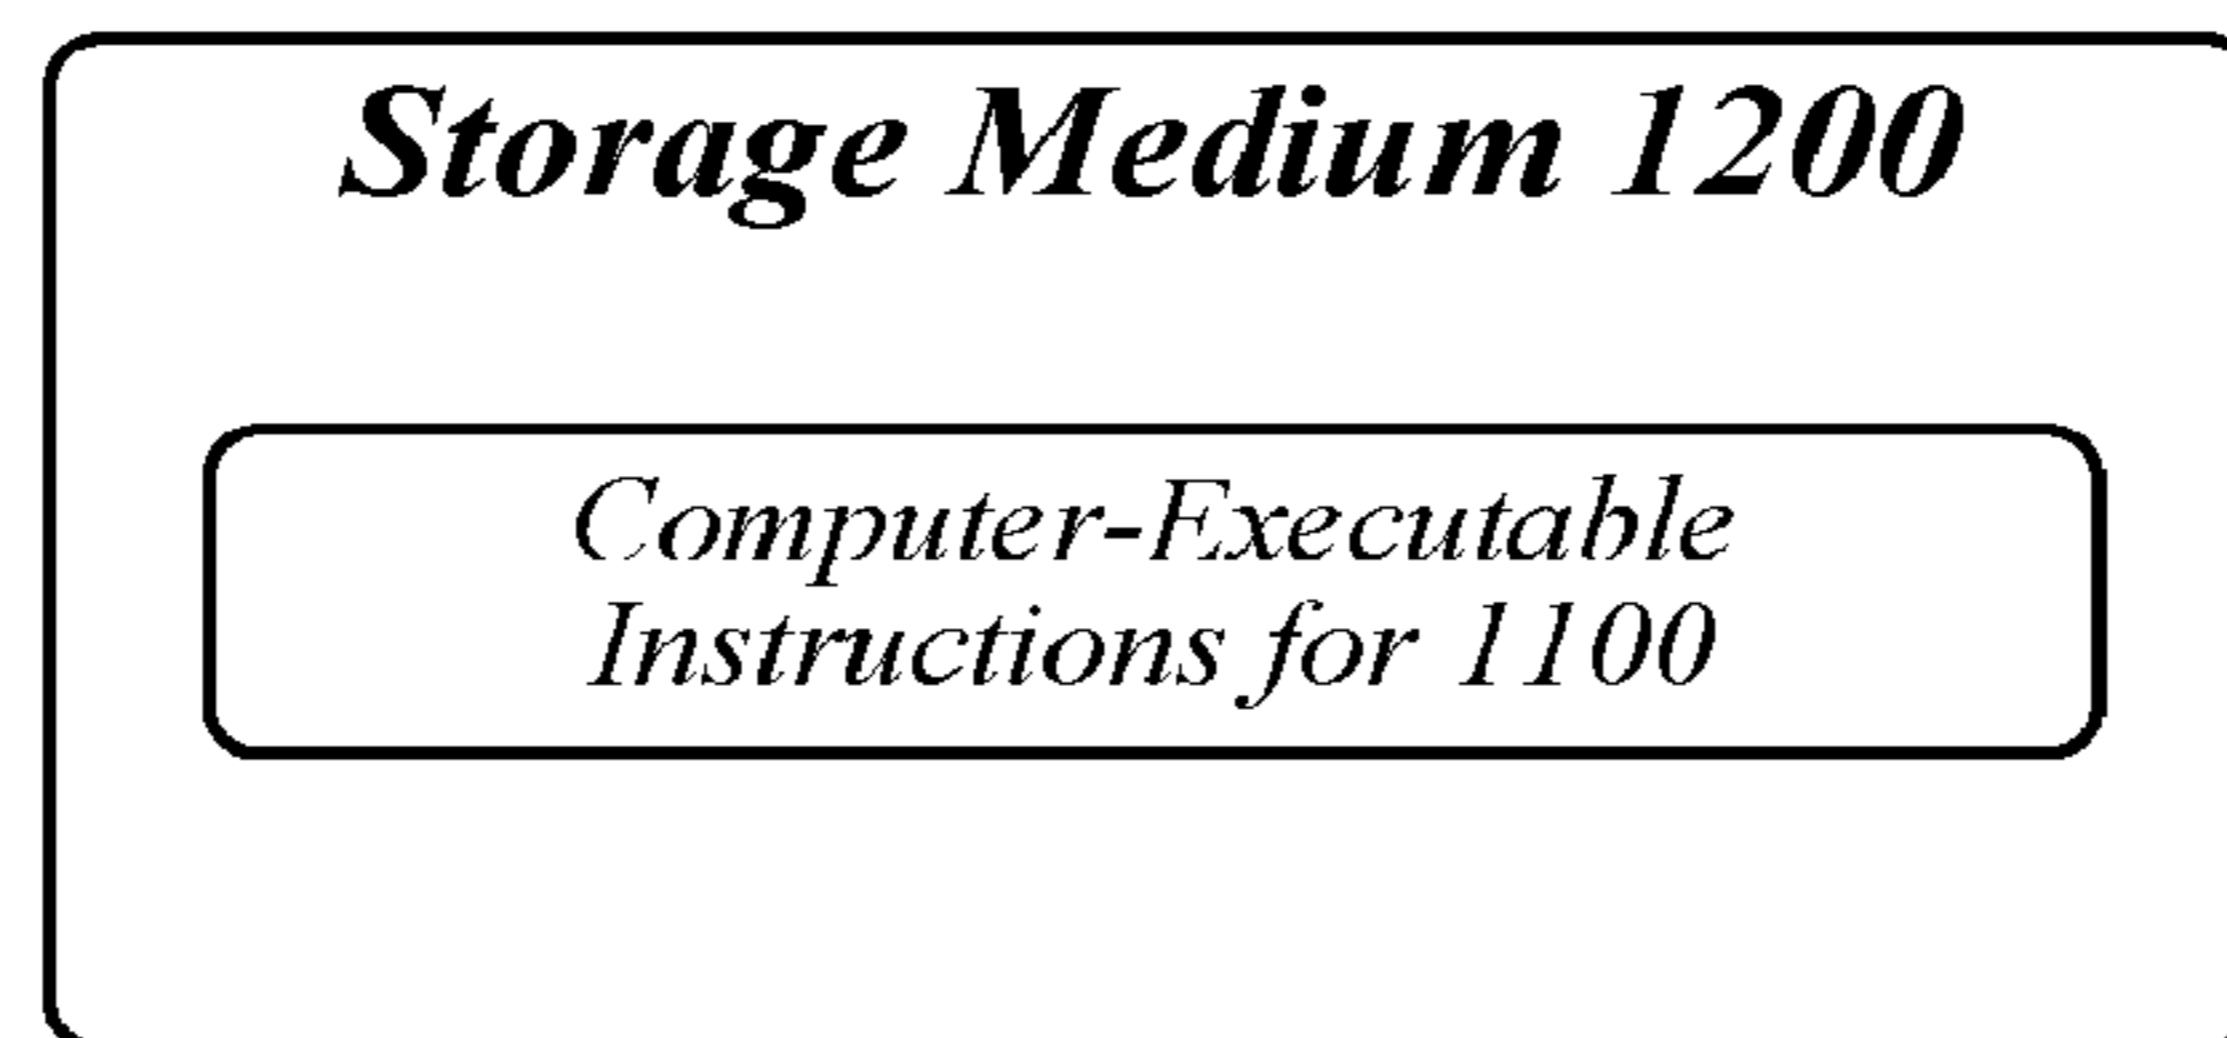 Storage Medium 1200
Computer-Executable
Instructions for 1100